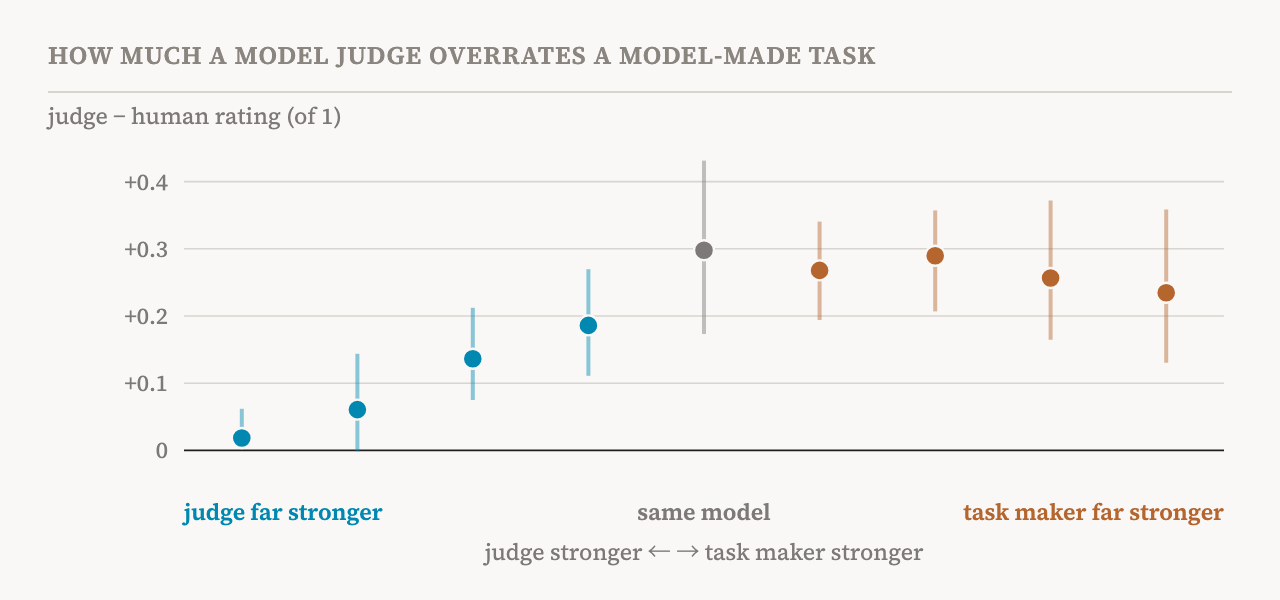 HOW MUCH A MODEL JUDGE OVERRATES A MODEL-MADE TASK
judge – human rating (of 1)
+0.4
+0.3
+0.2
+0.1
0
judge far stronger
same model
task maker far stronger
judge stronger ← → task maker stronger